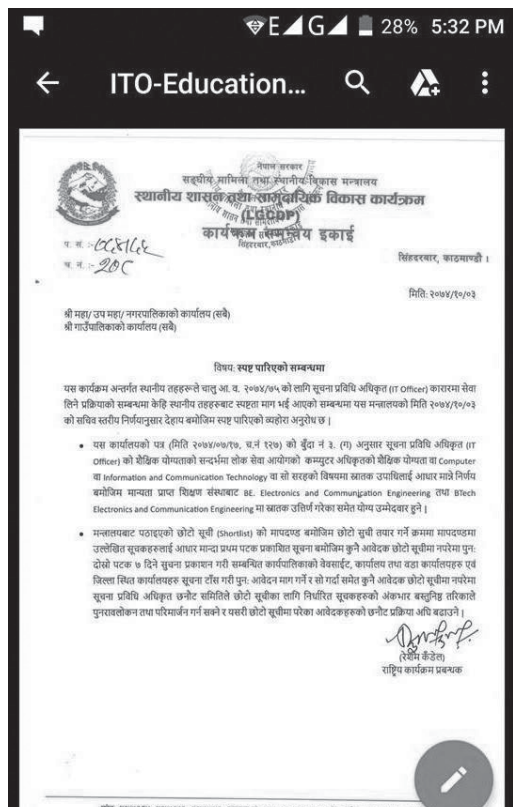 E G 28% 5:32 PM
ITO-Education...
नेपाल सरकार
सङ्घीय मामिला तथा स्थानीय विकास मन्त्रालय
स्थानीय शासन तथा सामुदायिक विकास कार्यक्रम
(LGCDP)
कार्यक्रम समन्वय इकाई
सिंहदरबार, काठमाण्डौ ।
प. सं. :- ०७४/७५
च. नं. :- २०८
मिति: २०७४/१०/०३
श्री महा/ उप महा/ नगरपालिकाको कार्यालय (सबै)
श्री गाउँपालिकाको कार्यालय (सबै)
विषय: स्पष्ट पारिएको सम्बन्धमा
यस कार्यक्रम अन्तर्गत स्थानीय तहहरूले चालु आ. व. २०७४/७५ को लागि सूचना प्रविधि अधिकृत (IT Officer) कारारमा सेवा
लिने प्रक्रियाको सम्बन्धमा केहि स्थानीय तहहरूबाट स्पष्टता माग भई आएको सम्बन्धमा यस मन्त्रालयको मिति २०७४/१०/०३
को सचिव स्तरीय निर्णयानुसार देहाय बमोजिम स्पष्ट पारिएको व्यहोरा अनुरोध छ |
• यस कार्यालयको पत्र (मिति २०७४/०७/१७, च.नं १२७) को बुँदा नं ३. (ग) अनुसार सूचना प्रविधि अधिकृत (IT
Officer) को शैक्षिक योग्यताको सन्दर्भमा लोक सेवा आयोगको कम्प्युटर अधिकृतको शैक्षिक योग्यता वा Computer
वा Information and Communication Technology वा सो सरहको विषयमा स्नातक उपाधिलाई आधार मान्ने निर्णय
बमोजिम मान्यता प्राप्त शिक्षण संस्थाबाट BE. Electronics and Communication Engineering तथा BTech
Electronics and Communication Engineering मा स्नातक उत्तिर्ण गरेका समेत योग्य उम्मेदवार हुने |
• मन्त्रालयबाट पठाइएको छोटो सूची (Shortlist) को मापदण्ड बमोजिम छोटो सुची तयार गर्ने क्रममा मापदण्डमा
उल्लेखित सूचकहरुलाई आधार मान्दा प्रथम पटक प्रकाशित सूचना बमोजिम कुनै आवेदक छोटो सूचीमा नपरेमा पुन:
दोस्रो पटक ७ दिने सुचना प्रकाशन गरी सम्बन्धित कार्यपालिकाको वेवसाईट, कार्यालय तथा वडा कार्यालयहरु एवं
जिल्ला स्थित कार्यालयहरु सूचना टाँस गरी पुन: आवेदन माग गर्ने र सो गर्दा समेत कुनै आवेदक छोटो सूचीमा नपरेमा
सूचना प्रविधि अधिकृत छनौट समितिले छोटो सूचीका लागि निर्धारित सूचकहरुको अंकभार बस्तुनिष्ठ तरिकाले
पुनरावलोकन तथा परिमार्जन गर्न सक्ने र यसरी छोटो सूचीमा परेका आवेदकहरुको छनौट प्रक्रिया अघि बढाउने |
(रेशम कँडेल)
राष्ट्रिय कार्यक्रम प्रबन्धक